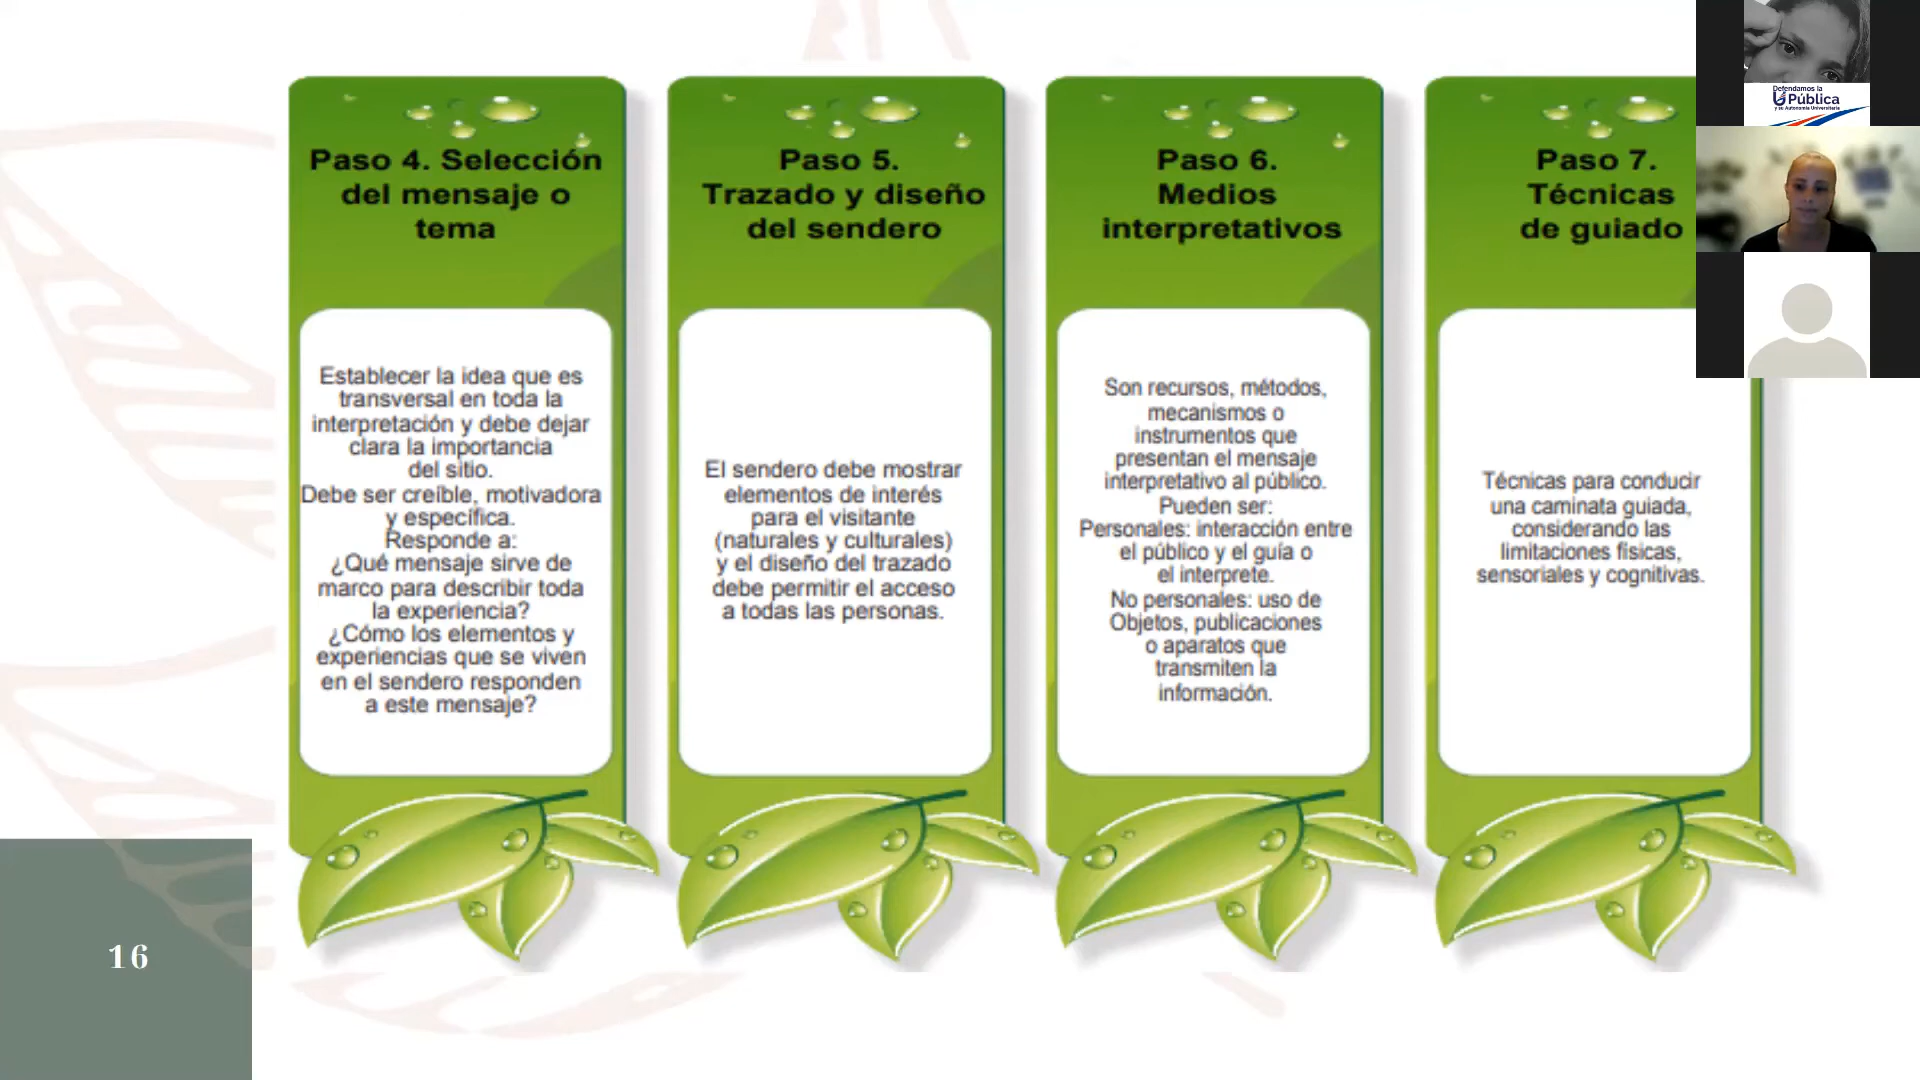 Paso 4. Selección
del mensaje o
tema
Establecer la idea que es
transversal en toda la
interpretación y debe dejar
clara la importancia
del sitio.
Debe ser creíble, motivadora
y específica.
Responde a:
¿Qué mensaje sirve de
marco para describir toda
la experiencia?
¿Cómo los elementos y
experiencias que se viven
en el sendero responden
a este mensaje?
Paso 5.
Trazado y diseño
del sendero
El sendero debe mostrar
elementos de interés
para el visitante
(naturales y culturales)
y el diseño del trazado
debe permitir el acceso
a todas las personas.
Paso 6.
Medios
interpretativos
Son recursos, métodos,
mecanismos o
instrumentos que
presentan el mensaje
interpretativo al público.
Pueden ser:
Personales: interacción entre
el público y el guía o
el interprete.
No personales: uso de
Objetos, publicaciones
o aparatos que
transmiten la
información.
Paso 7.
Técnicas
de guiado
Técnicas para conducir
una caminata guiada,
considerando las
limitaciones físicas,
sensoriales y cognitivas.
Defendamos la
Pública
y su Autonomía Universitaria
16